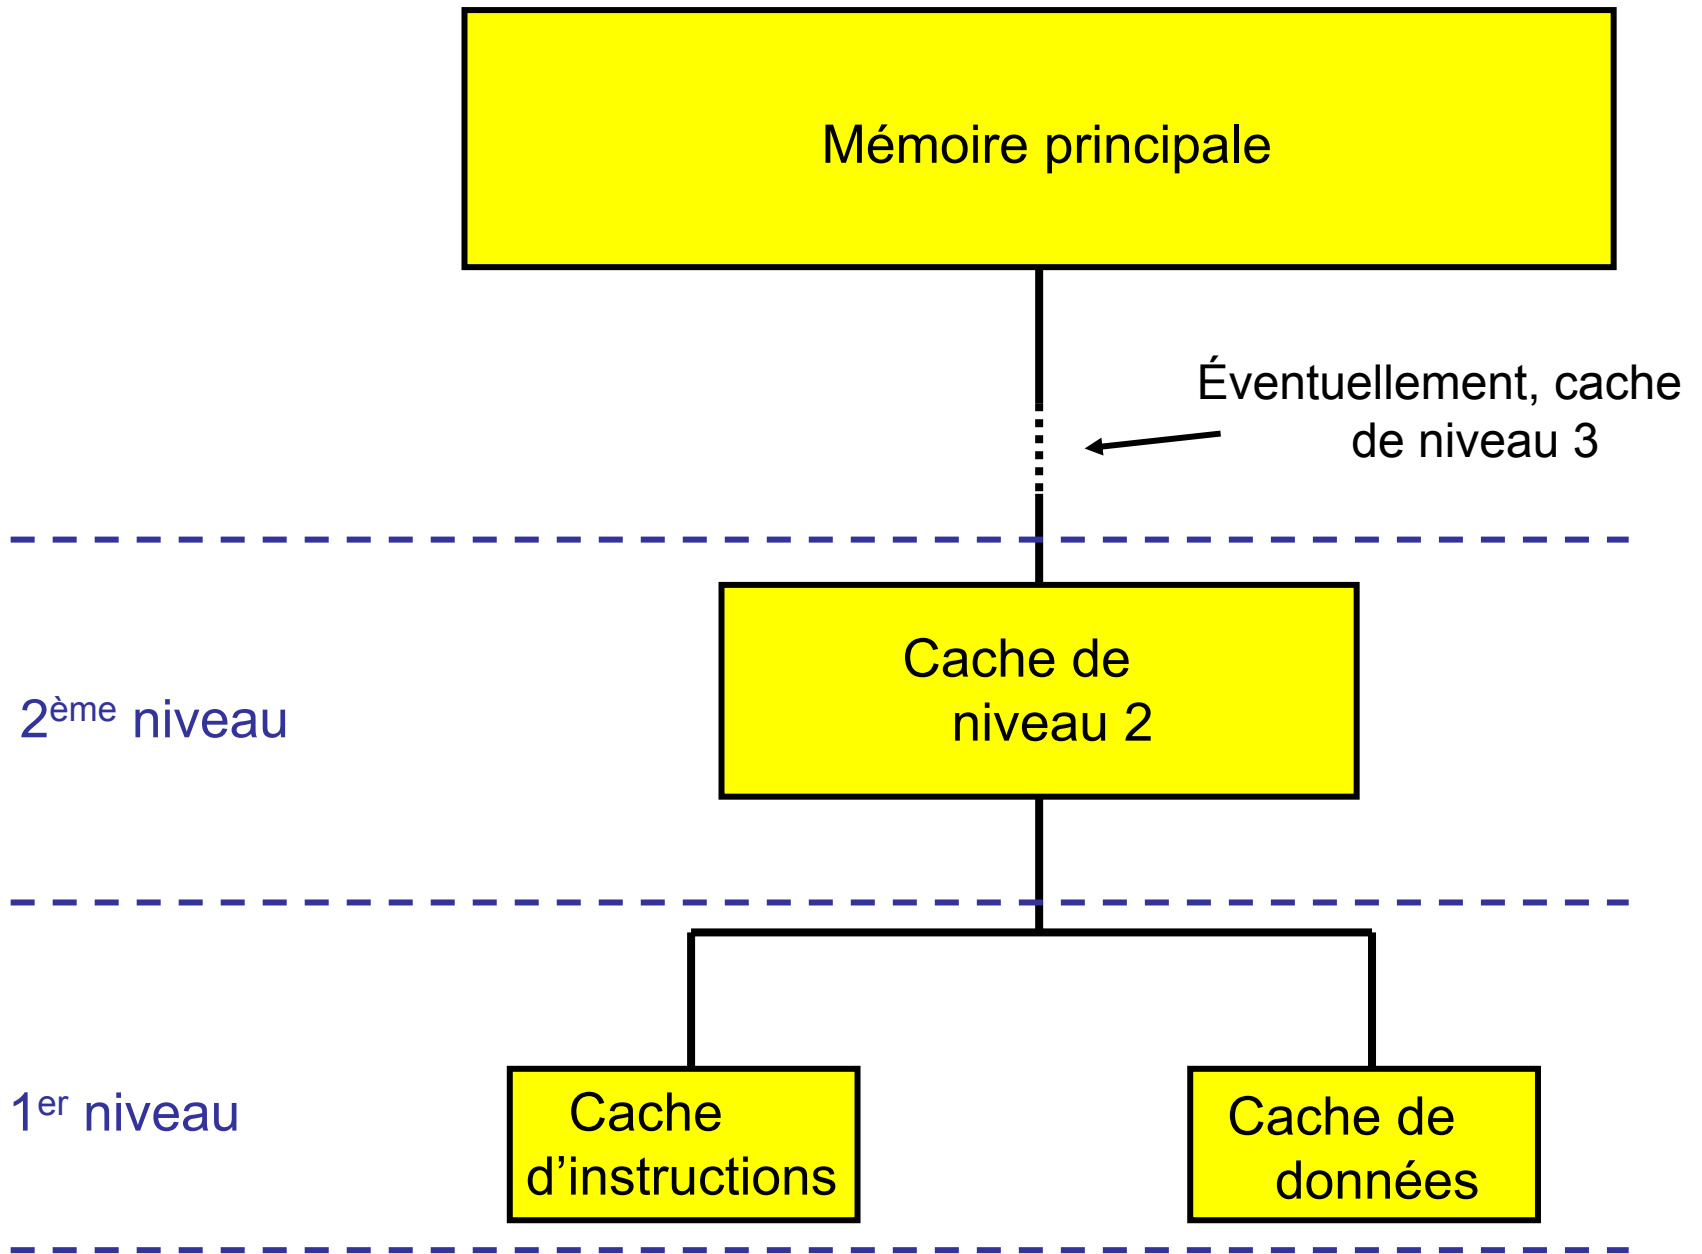 Mémoire principale
Éventuellement, cache
de niveau 3
Cache de
niveau 2
2ème niveau
1er niveau
Cache
d’instructions
Cache de
données